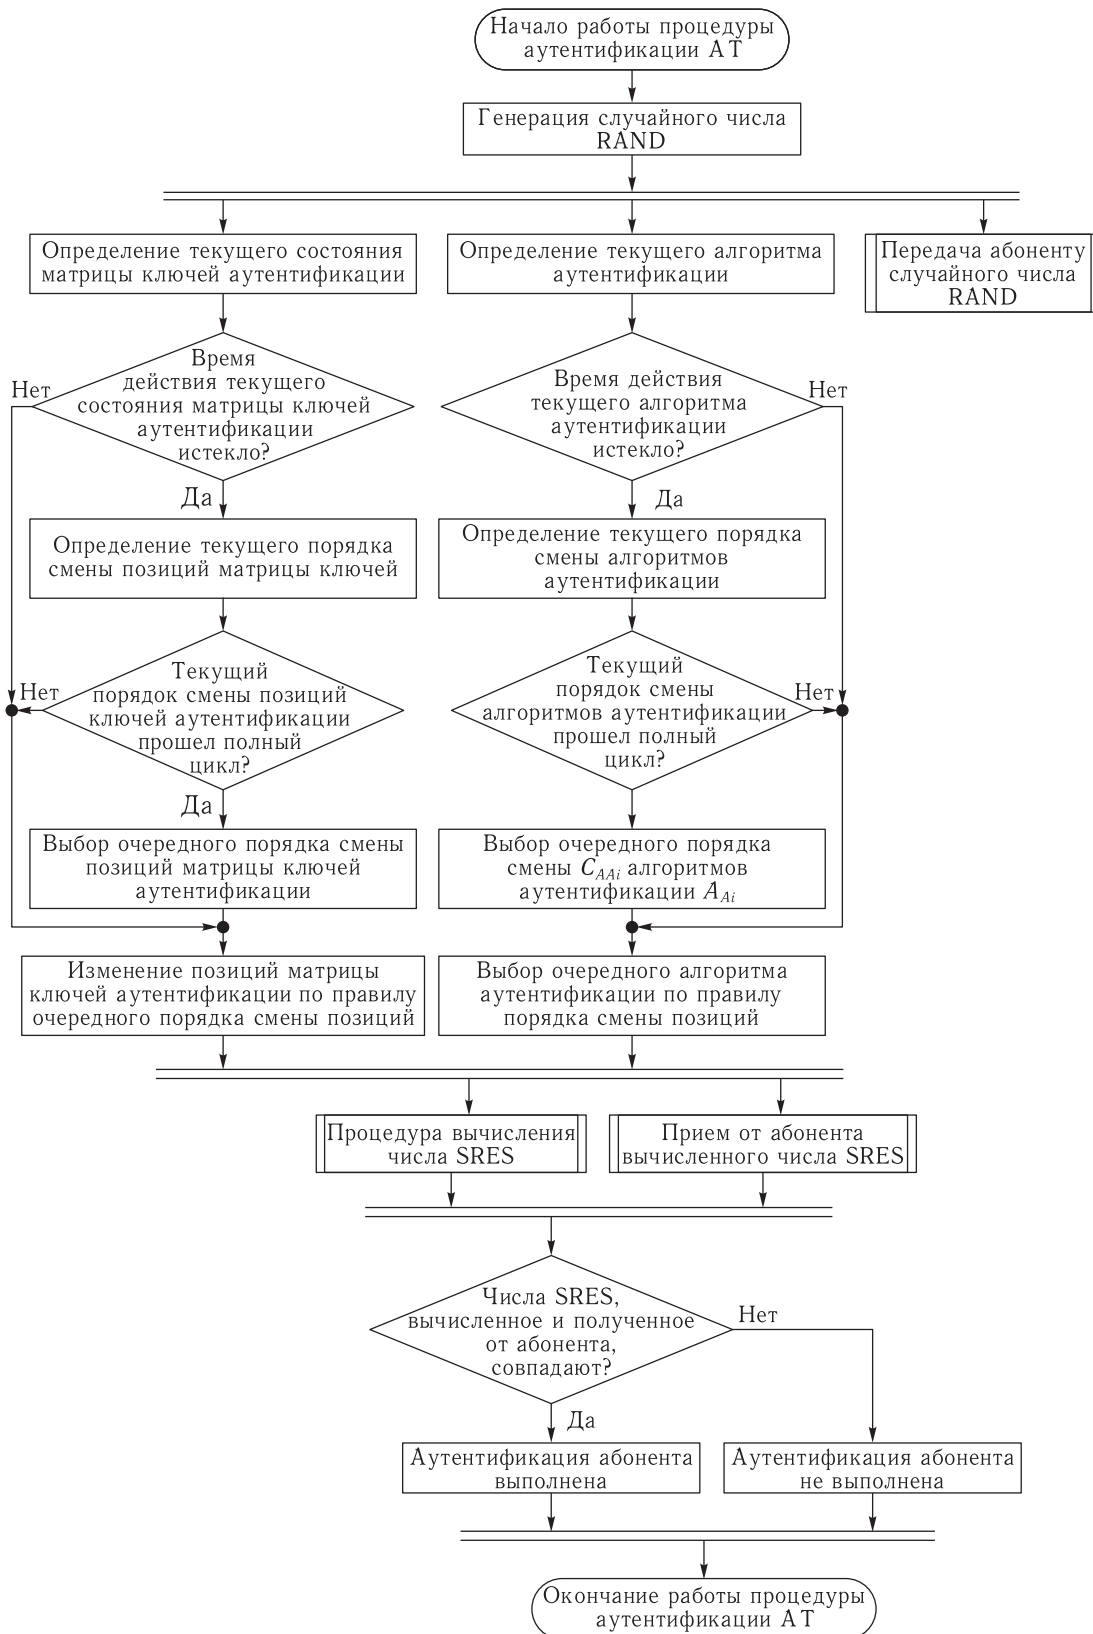 Начало работы процедуры
аутентификации АТ
Генерация случайного числа
RAND
Определение текущего состояния
матрицы ключей аутентификации
Определение текущего алгоритма
аутентификации
Передача абоненту
случайного числа
RAND
Время
действия текущего
состояния матрицы ключей
аутентификации
истекло?
Нет
Время действия
текущего алгоритма
аутентификации
истекло?
Нет
Да
Да
Определение текущего порядка
смены позиций матрицы ключей
Определение текущего порядка
смены алгоритмов
аутентификации
Нет
Текущий
порядок смены позиций
ключей аутентификации
прошел полный
цикл?
Текущий
порядок смены
алгоритмов аутентификации
прошел полный
цикл?
Нет
Да
Выбор очередного порядка смены
позиций матрицы ключей
аутентификации
Выбор очередного порядка
смены C_{AAi} алгоритмов
аутентификации A_{Ai}
Изменение позиций матрицы
ключей аутентификации по правилу
очередного порядка смены позиций
Выбор очередного алгоритма
аутентификации по правилу
порядка смены позиций
Процедура вычисления
числа SRES
Прием от абонента
вычисленного числа SRES
Числа SRES,
вычисленное и полученное
от абонента,
совпадают?
Нет
Да
Аутентификация абонента
выполнена
Аутентификация абонента
не выполнена
Окончание работы процедуры
аутентификации АТ